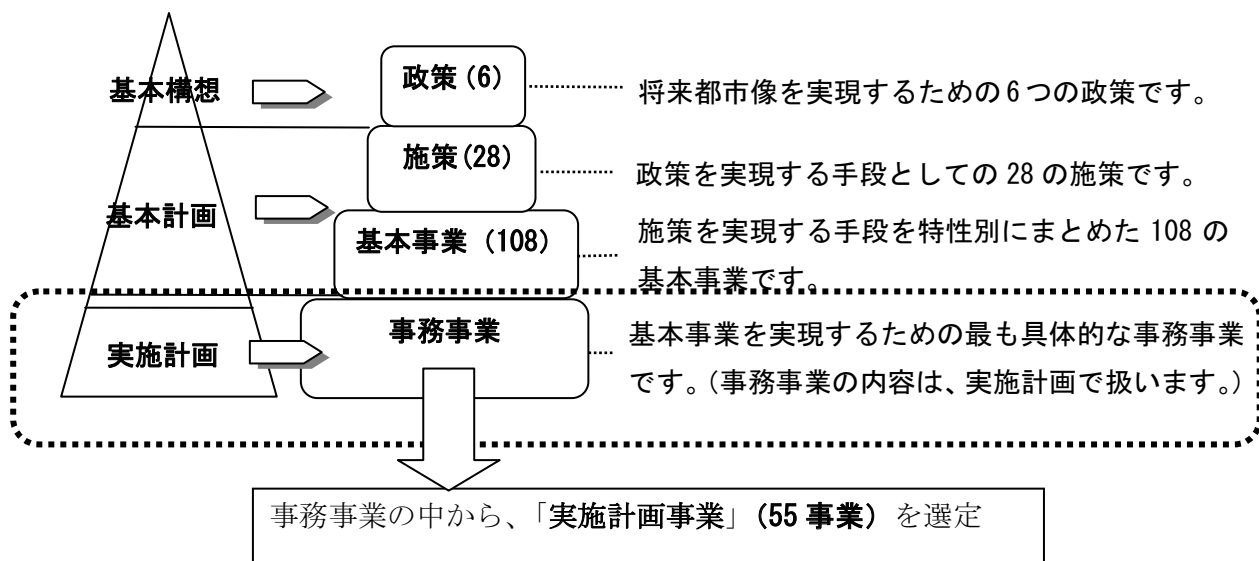 基本構想
政策（6）
将来都市像を実現するための6つの政策です。
施策(28)
政策を実現する手段としての 28 の施策です。
基本計画
基本事業（108）
施策を実現する手段を特性別にまとめた 108 の
基本事業です。
実施計画
事務事業
基本事業を実現するための最も具体的な事務事業
です。（事務事業の内容は、実施計画で扱います。）
事務事業の中から、「実施計画事業」（55 事業）を選定